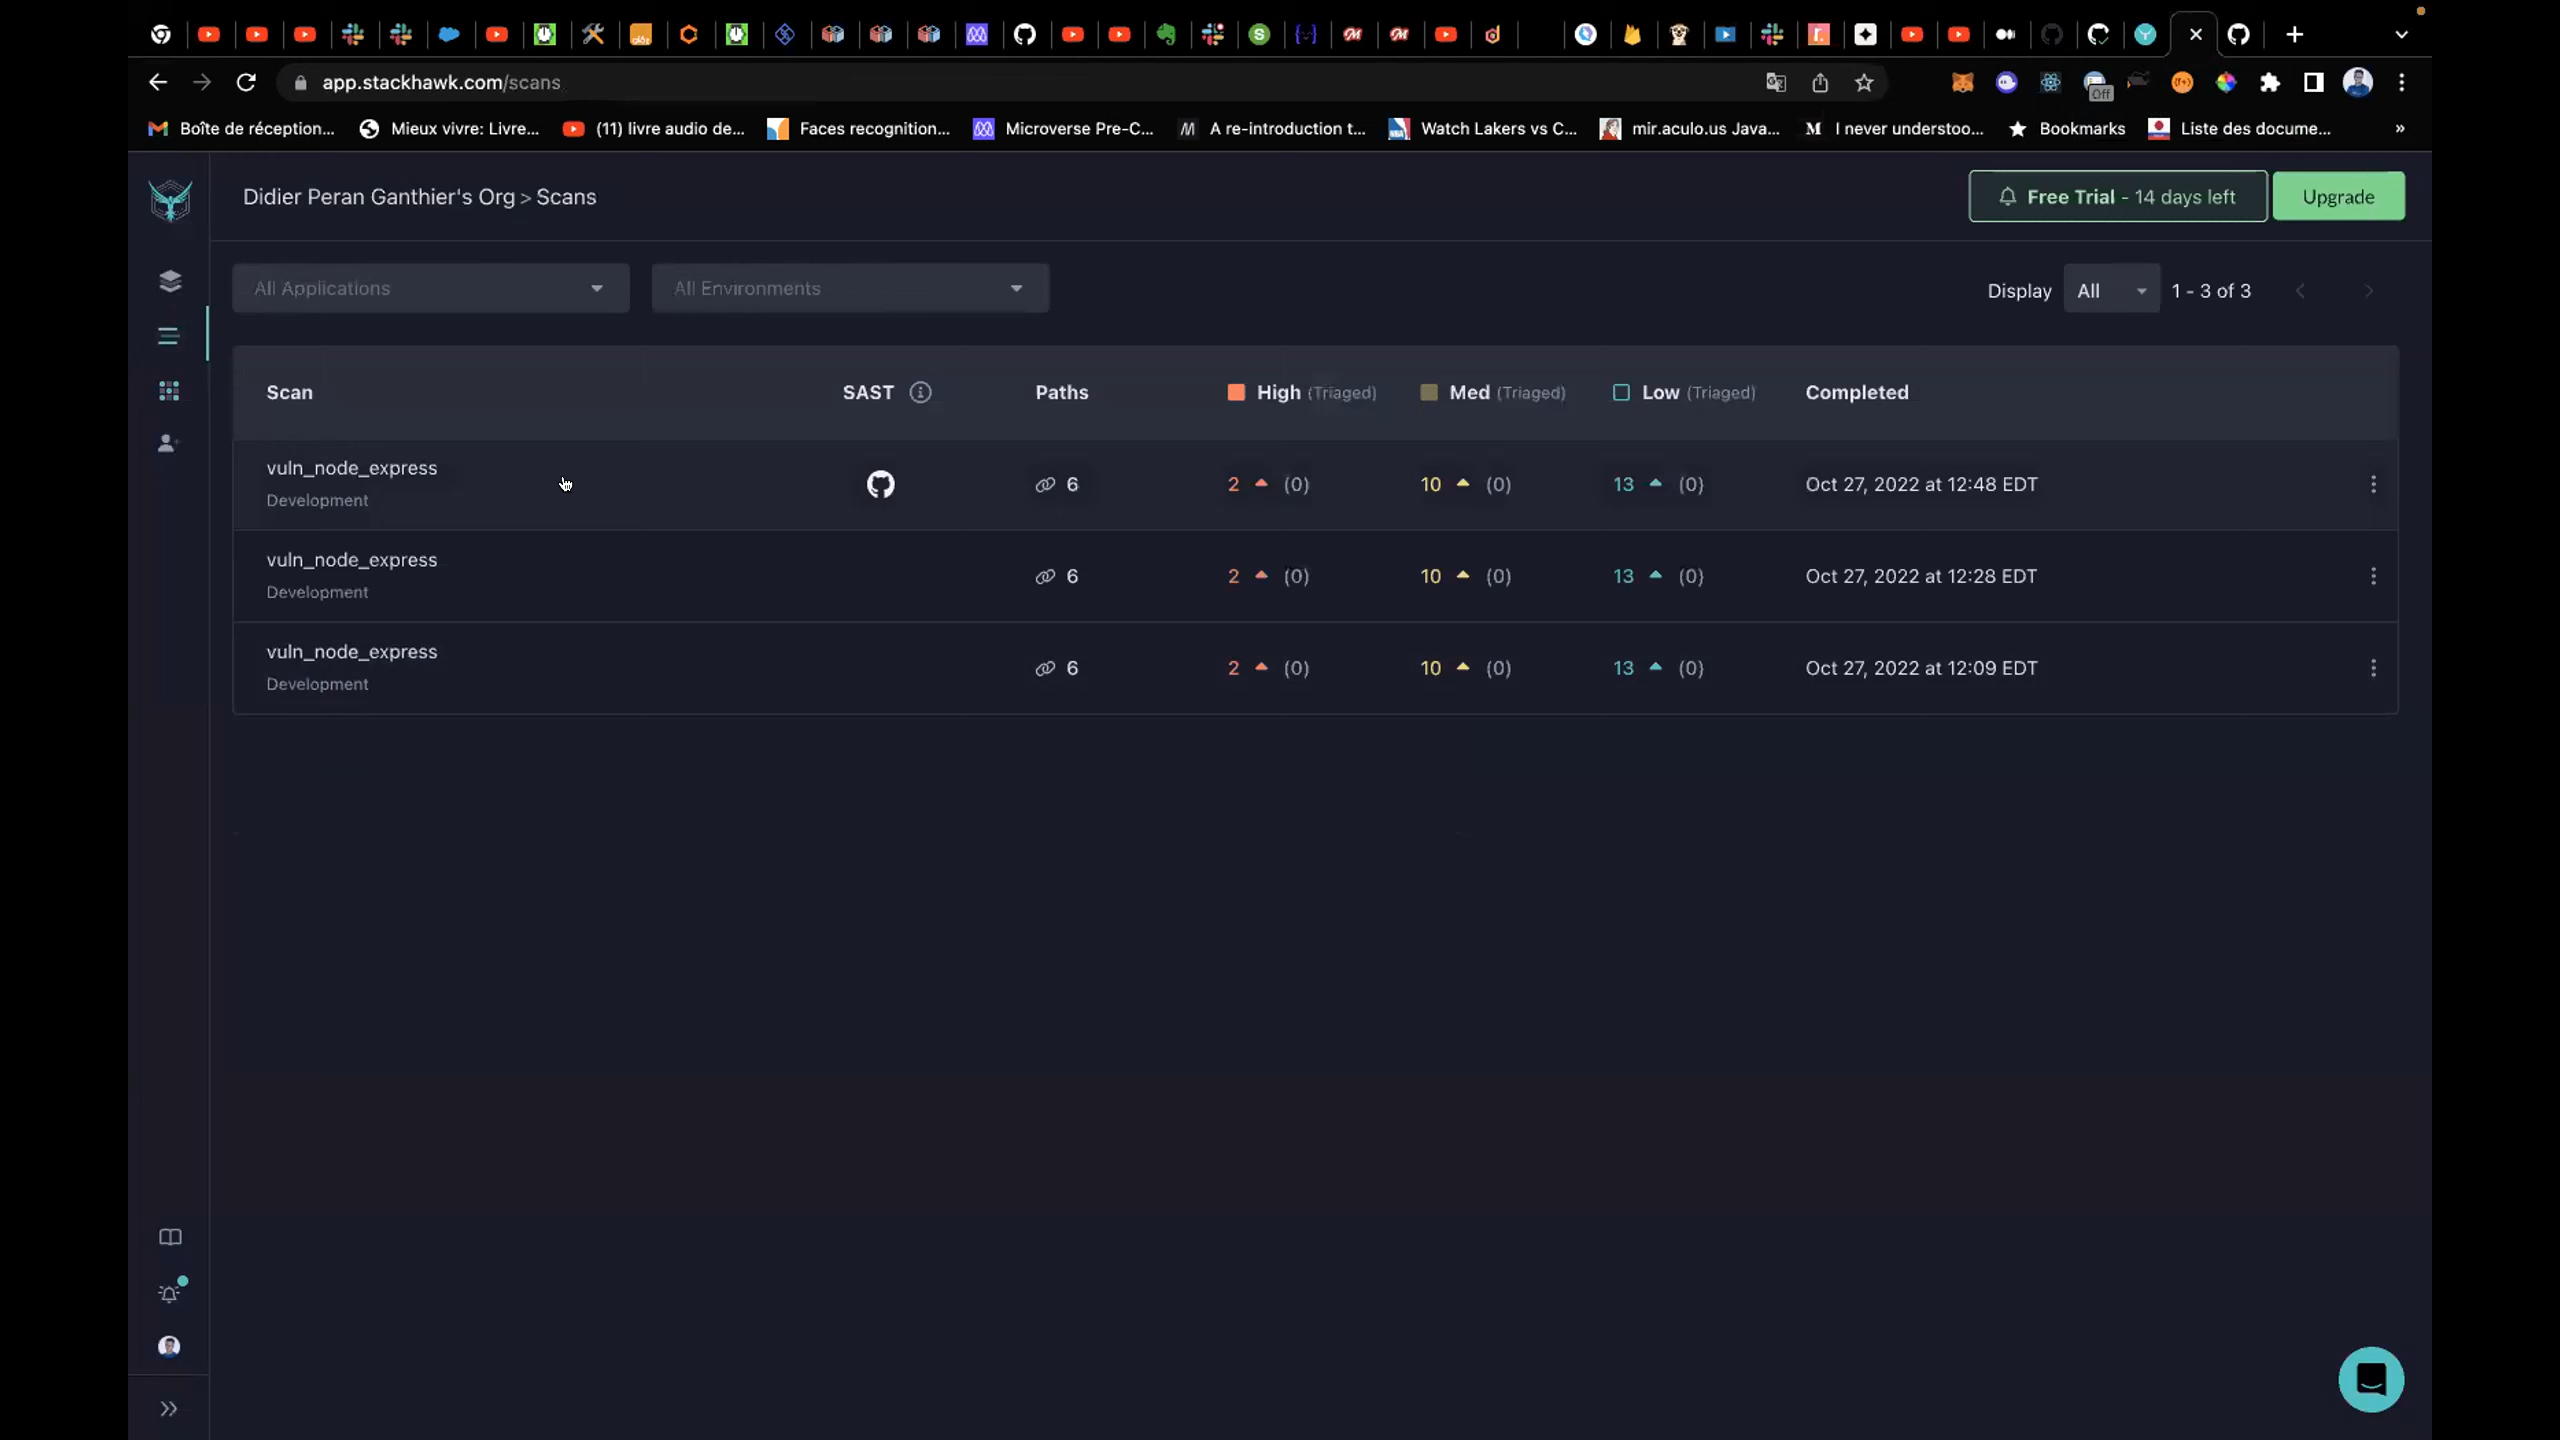 app.stackhawk.com/scans
Off
Boîte de réception... Mieux vivre: Livre... (11) livre audio de... Faces recognition... Microverse Pre-C... A re-introduction t... Watch Lakers vs C... mir.aculo.us Java... I never understoo... Bookmarks Liste des docume... »
Didier Peran Ganthier's Org > Scans
Free Trial - 14 days left
Upgrade
All Applications
All Environments
Display All 1 - 3 of 3
Scan SAST Paths High (Triaged) Med (Triaged) Low (Triaged) Completed
vuln_node_express
Development
6 2 (0) 10 (0) 13 (0) Oct 27, 2022 at 12:48 EDT
vuln_node_express
Development
6 2 (0) 10 (0) 13 (0) Oct 27, 2022 at 12:28 EDT
vuln_node_express
Development
6 2 (0) 10 (0) 13 (0) Oct 27, 2022 at 12:09 EDT